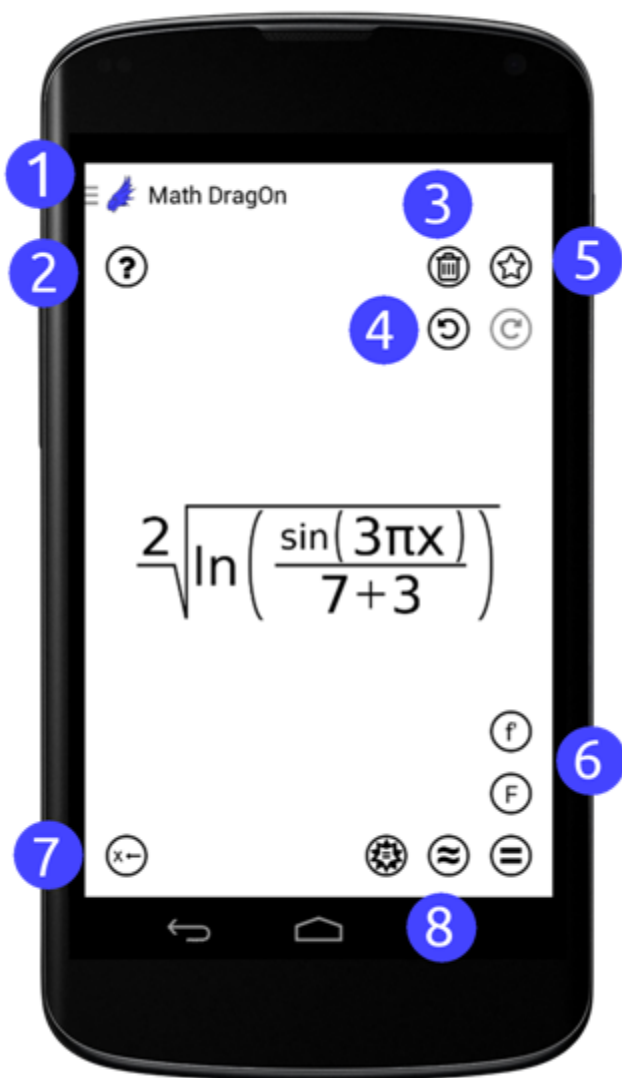 1
Math DragOn
3
2
?
5
4
2√ln(sin(3πx)/(7+3))
f'
6
F
7
x←
=
≈
=
8